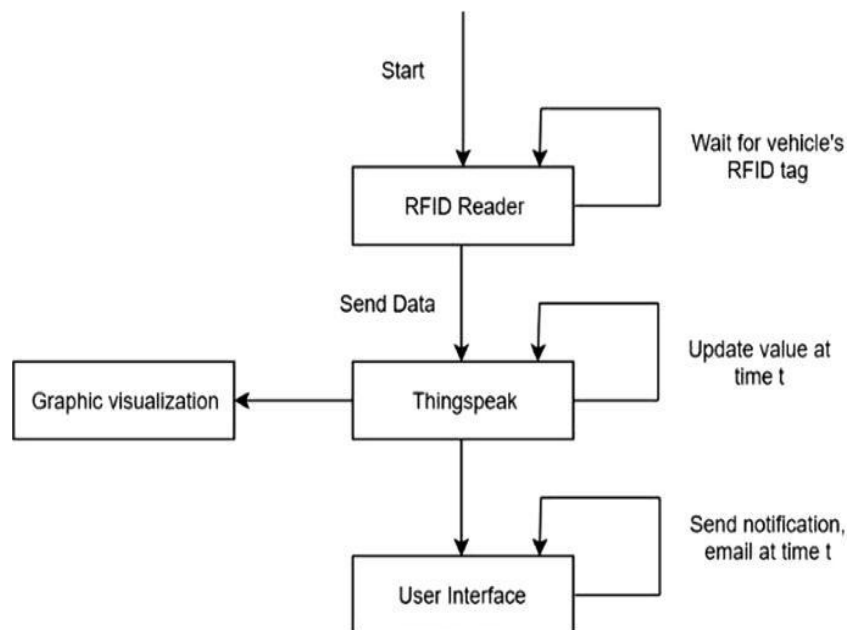 Start
Wait for vehicle's
RFID tag
RFID Reader
Send Data
Update value at
time t
Graphic visualization
Thingspeak
Send notification,
email at time t
User Interface